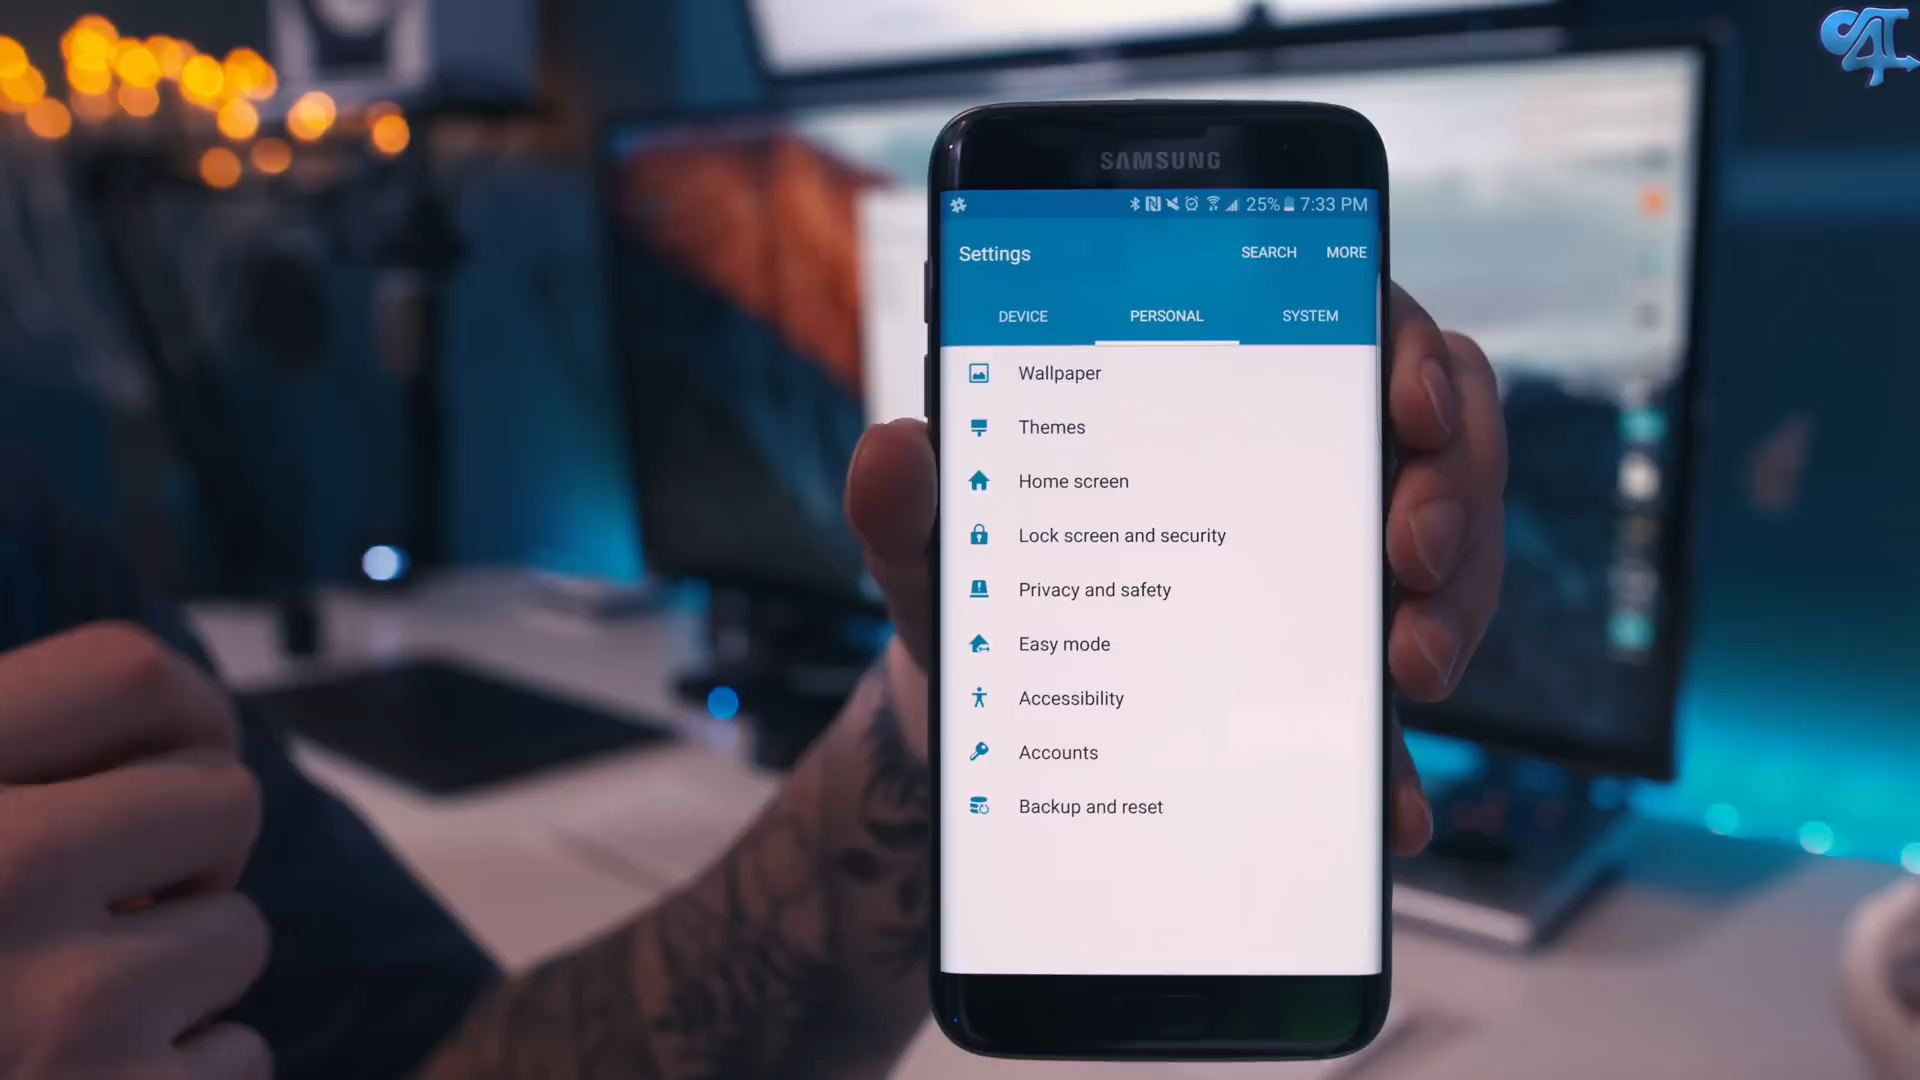 SAMSUNG
25% 7:33 PM
Settings SEARCH MORE
DEVICE PERSONAL SYSTEM
Wallpaper
Themes
Home screen
Lock screen and security
Privacy and safety
Easy mode
Accessibility
Accounts
Backup and reset